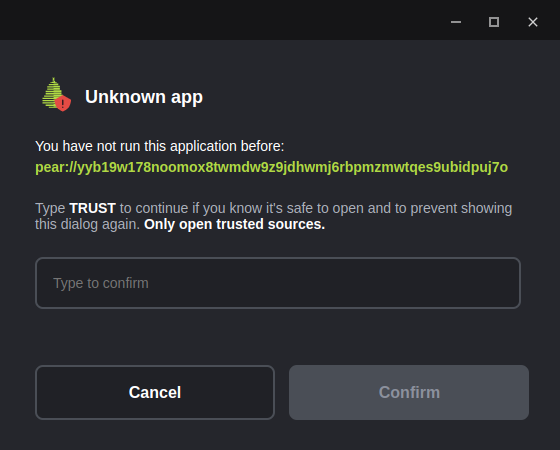 Unknown app
You have not run this application before:
pear://yyb19w178noomox8twmdw9z9jdhwmj6rbpmzmwtqes9ubidpuj7o
Type TRUST to continue if you know it's safe to open and to prevent showing
this dialog again. Only open trusted sources.
Type to confirm
Cancel
Confirm